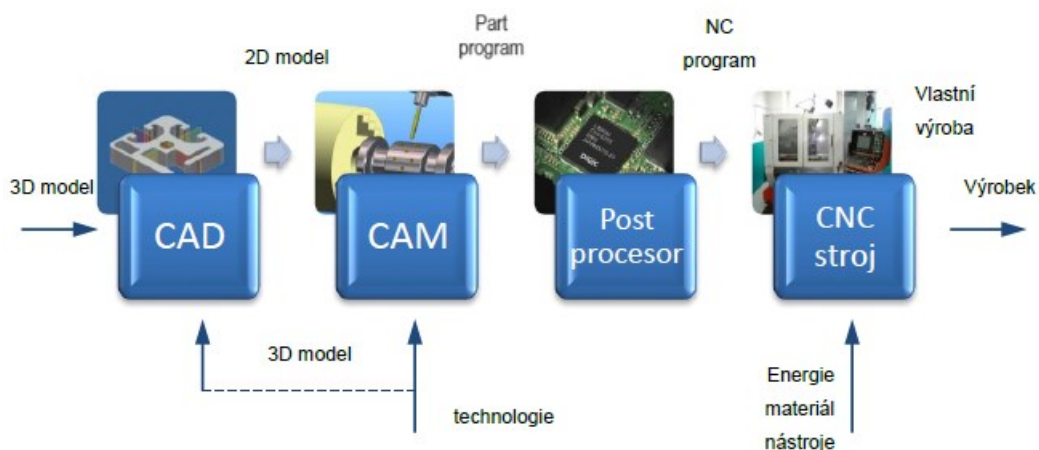 Part
program
NC
program
2D model
Vlastní
výroba
3D model
Výrobek
CAD
CAM
Post
procesor
CNC
stroj
3D model
technologie
Energie
materiál
nástroje